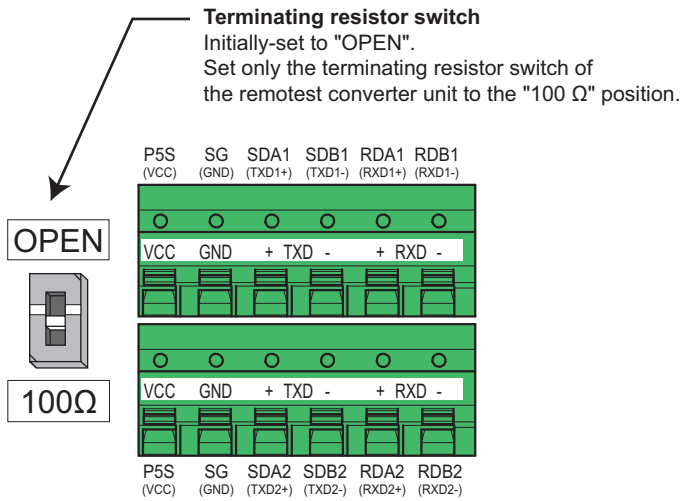 Terminating resistor switch
Initially-set to "OPEN".
Set only the terminating resistor switch of
the remotest converter unit to the "100 Ω" position.
P5S SG SDA1 SDB1 RDA1 RDB1
(VCC) (GND) (TXD1+) (TXD1-) (RXD1+) (RXD1-)
OPEN
VCC GND + TXD - + RXD -
VCC GND + TXD - + RXD -
100Ω
P5S SG SDA2 SDB2 RDA2 RDB2
(VCC) (GND) (TXD2+) (TXD2-) (RXD2+) (RXD2-)